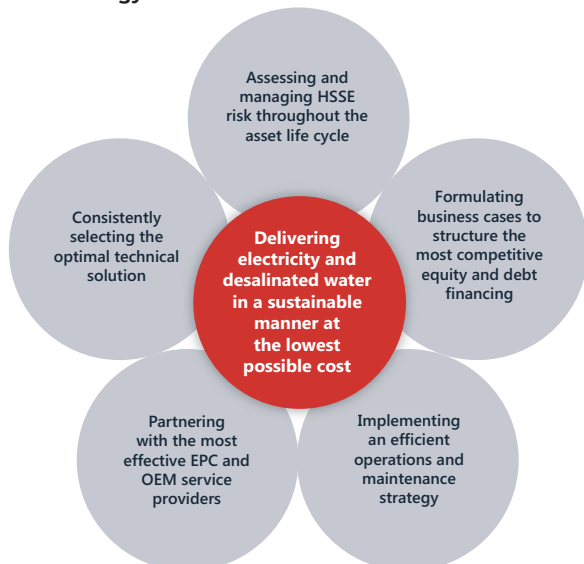 Assessing and
managing HSSE
risk throughout the
asset life cycle
Formulating
business cases to
structure the
most competitive
equity and debt
financing
Consistently
selecting the
optimal technical
solution
Delivering
electricity and
desalinated water
in a sustainable
manner at
the lowest
possible cost
Partnering
with the most
effective EPC and
OEM service
providers
Implementing
an efficient
operations and
maintenance
strategy